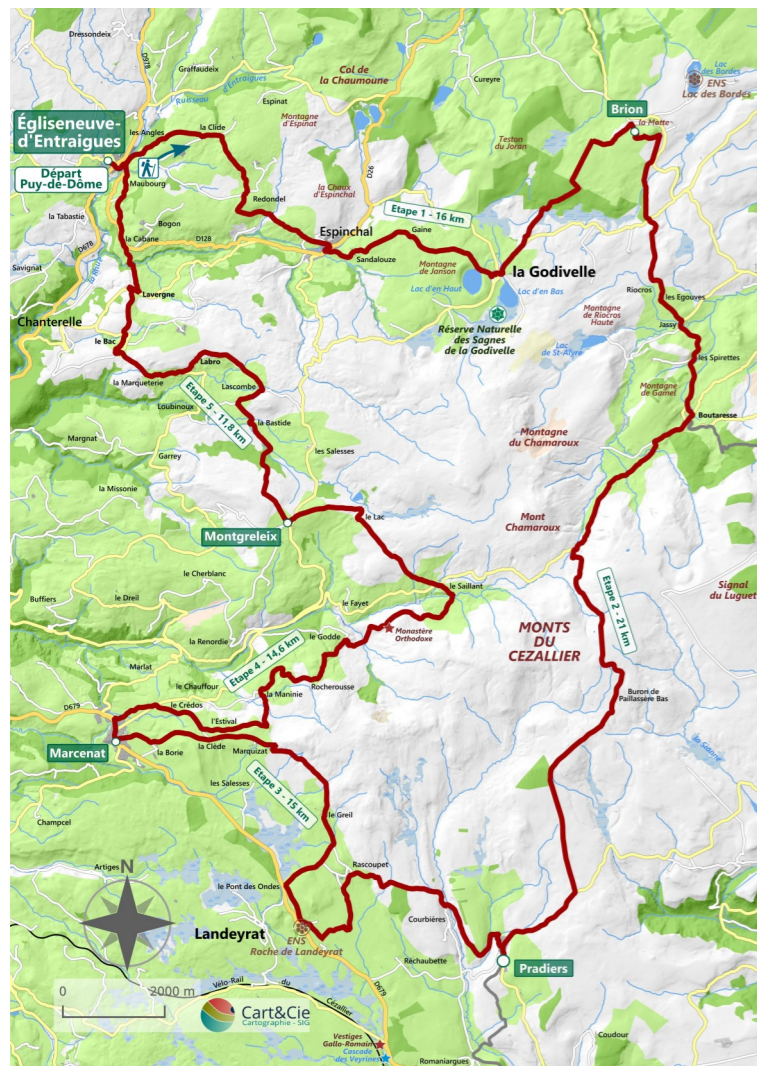 Dressondeix
D978
Graffaudeix
l'Ruisseau d'Entraigues
Col de
la Chaumoune
Cureyre
Lac
des Bordes
ENS
Lac des Bordes
Espinat
Brion
la Motte
Égliseneuve-
d'Entraigues
les Angles
la Clide
Montagne
d'Espinat
Teston
du Joran
Départ
Puy-de-Dôme
Maubourg
Redondel
la Chaux
d'Espinchal
D26
la Tabastie
Bogon
Etape 1 - 16 km
Espinchal
Gaine
D678
la Cabane
D128
Sandalouze
Montagne
de Janson
la Godivelle
Savignat
la Rhue
Lac d'en Haut
Lac d'en Bas
Riocros
les Egouves
Lavergne
Chanterelle
Réserve Naturelle
des Sagnes
de la Godivelle
Montagne
de Riocros
Haute
Jassy
le Bac
Lac
de St-Alyre
les Spirettes
Labro
la Marqueterie
Lascombe
Montagne
de Gamel
Etape 5 - 11,8 km
Loubinoux
la Bastide
Boutaresse
Margnat
Montagne
du Chamaroux
Garrey
les Salesses
la Missonie
le Lac
Mont
Chamaroux
Montgreleix
le Cherblanc
le Saillant
Signal
du Luguet
Buffiers
le Dreil
le Fayet
Etape 2 - 21 km
la Renordie
le Godde
Monastère
Orthodoxe
MONTS
DU
CEZALLIER
Marlat
Etape 4 - 14,6 km
le Chauffour
la Maninie
Rocherousse
Buron de
Paillassère Bas
D679
le Crédos
l'Estival
Marcenat
la Borie
la Clède
Marquizat
la Sianne
Etape 3 - 15 km
les Salesses
le Greil
Champcel
Rascoupet
Artiges
N
le Pont des Ondes
Courbières
Landeyrat
ENS
Roche de Landeyrat
Réchaubette
Pradiers
0
2000 m
Vélo-Rail du Cézallier
D679
Cart&Cie
Cartographie - SIG
Vestiges
Gallo-Romain
Cascade
des Veyrines
Coudour
Romaniargues